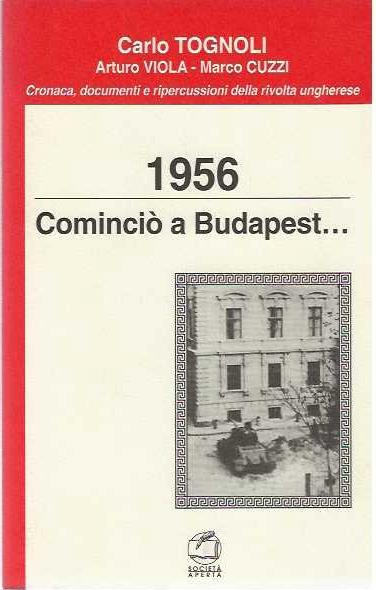 Carlo TOGNOLI
Arturo VIOLA - Marco CUZZI
Cronaca, documenti e ripercussioni della rivolta ungherese
1956
Cominciò a Budapest...
SOCIETÀ
APERTA